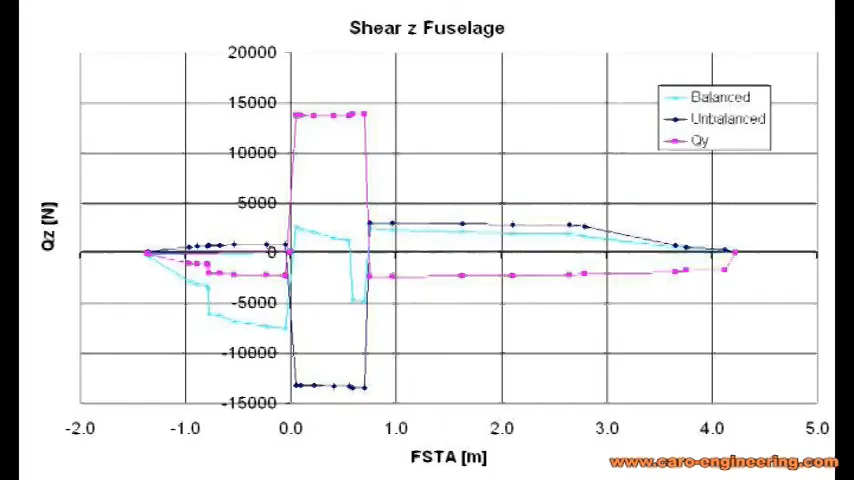 Shear z Fuselage
20000
15000
10000
5000
0
-5000
-10000
-15000
Qz [N]
Balanced
Unbalanced
Qy
-2.0 -1.0 0.0 1.0 2.0 3.0 4.0 5.0
FSTA [m]
www.caro-engineering.com